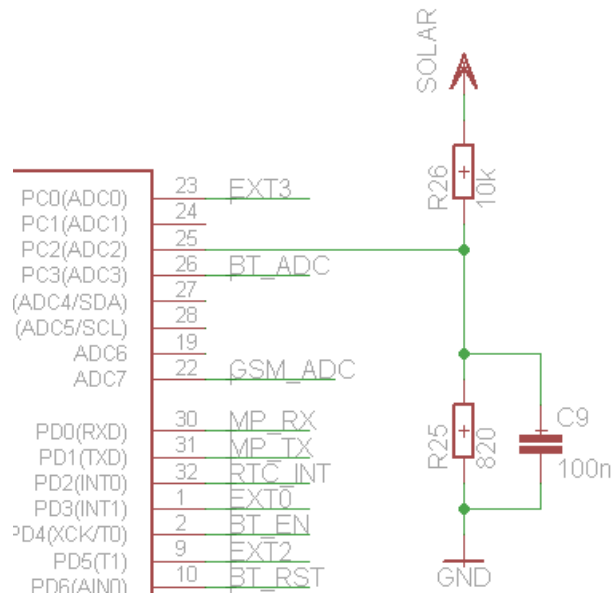 SOLAR
R26
10k
PC0(ADC0) 23 EXT3
PC1(ADC1) 24
PC2(ADC2) 25
PC3(ADC3) 26 BT_ADC
(ADC4/SDA) 27
(ADC5/SCL) 28
ADC6 19
ADC7 22 GSM_ADC
R25
820
C9
100n
PD0(RXD) 30 MP_RX
PD1(TXD) 31 MP_TX
PD2(INT0) 32 RTC_INT
PD3(INT1) 1 EXT0
PD4(XCK/T0) 2 BT_EN
PD5(T1) 9 EXT2
PD6(AIN0) 10 BT_RST
GND